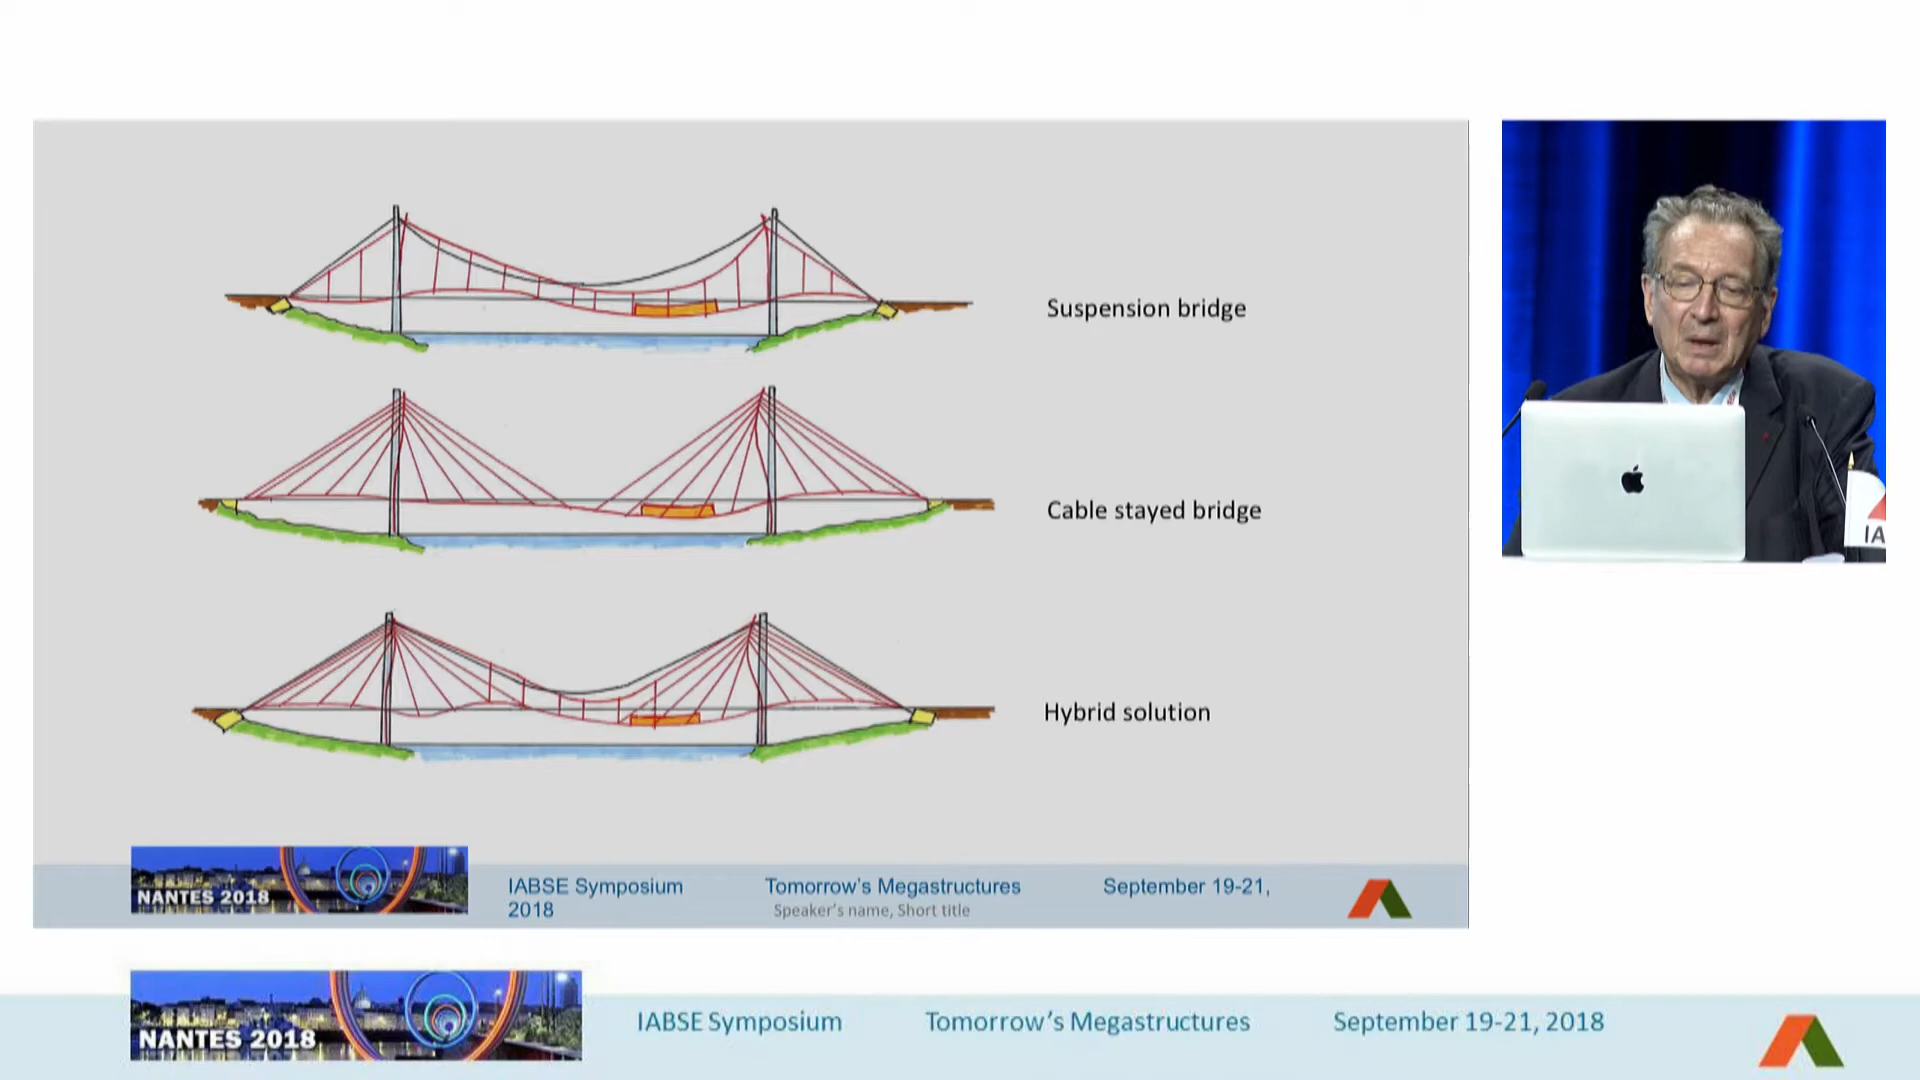 Suspension bridge
Cable stayed bridge
Hybrid solution
NANTES 2018
IABSE Symposium Tomorrow's Megastructures September 19-21,
2018
Speaker's name, Short title
IA
NANTES 2018
IABSE Symposium Tomorrow's Megastructures September 19-21, 2018